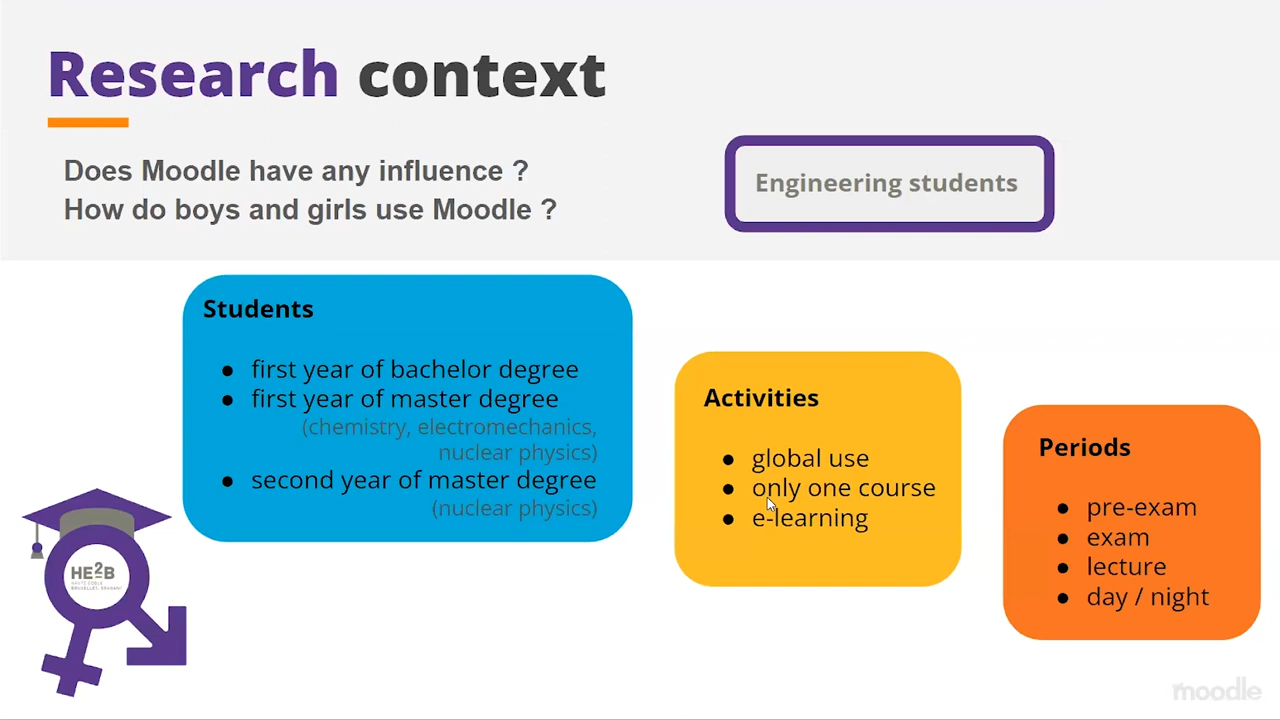 Research context
Does Moodle have any influence ?
How do boys and girls use Moodle ?
Engineering students
Students
● first year of bachelor degree
● first year of master degree
(chemistry, electromechanics,
nuclear physics)
● second year of master degree
(nuclear physics)
Activities
● global use
● only one course
● e-learning
Periods
● pre-exam
● exam
● lecture
● day / night
HE2B
moodle